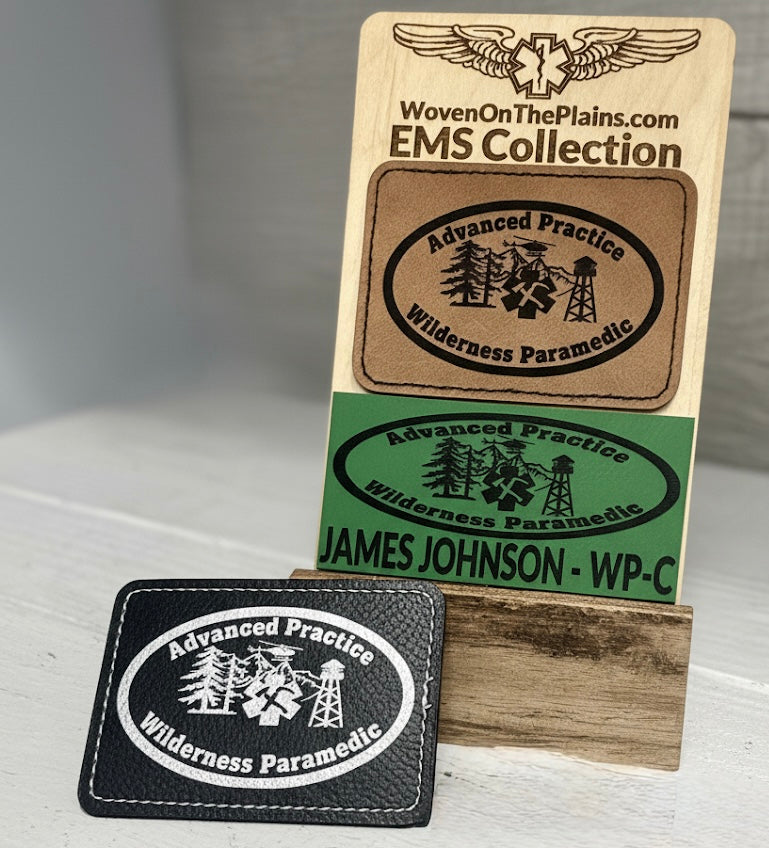 WovenOnThePlains.com
EMS Collection
Advanced Practice
Wilderness Paramedic
Advanced Practice
Wilderness Paramedic
JAMES JOHNSON - WP-C
Advanced Practice
Wilderness Paramedic